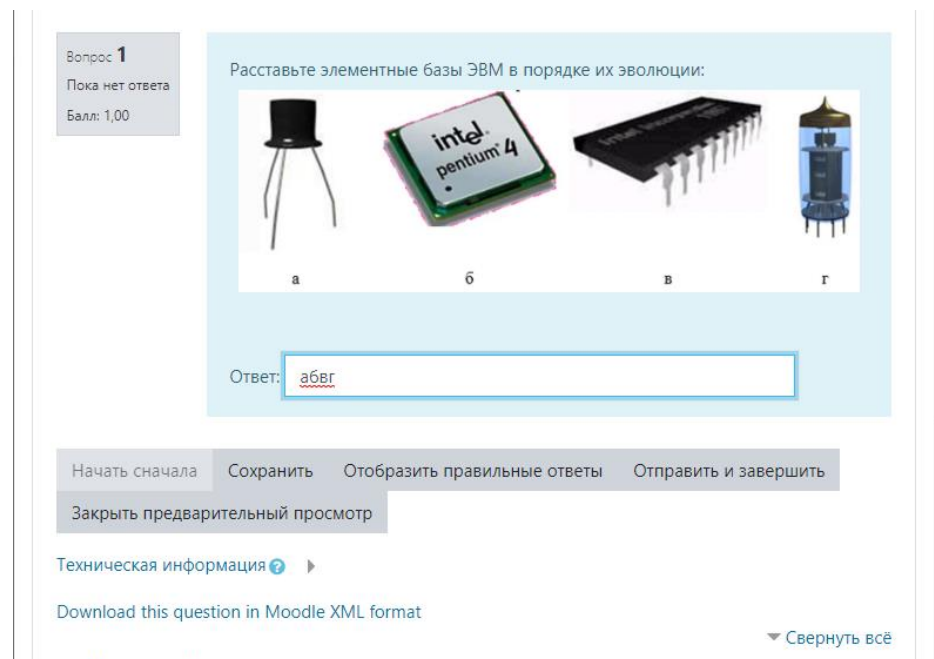 Вопрос 1
Пока нет ответа
Балл: 1,00
Расставьте элементные базы ЭВМ в порядке их эволюции:
intel.
pentium 4
а
б
в
г
Ответ: абвг
Начать сначала Сохранить Отобразить правильные ответы Отправить и завершить
Закрыть предварительный просмотр
Техническая информация
Download this question in Moodle XML format
Свернуть всё